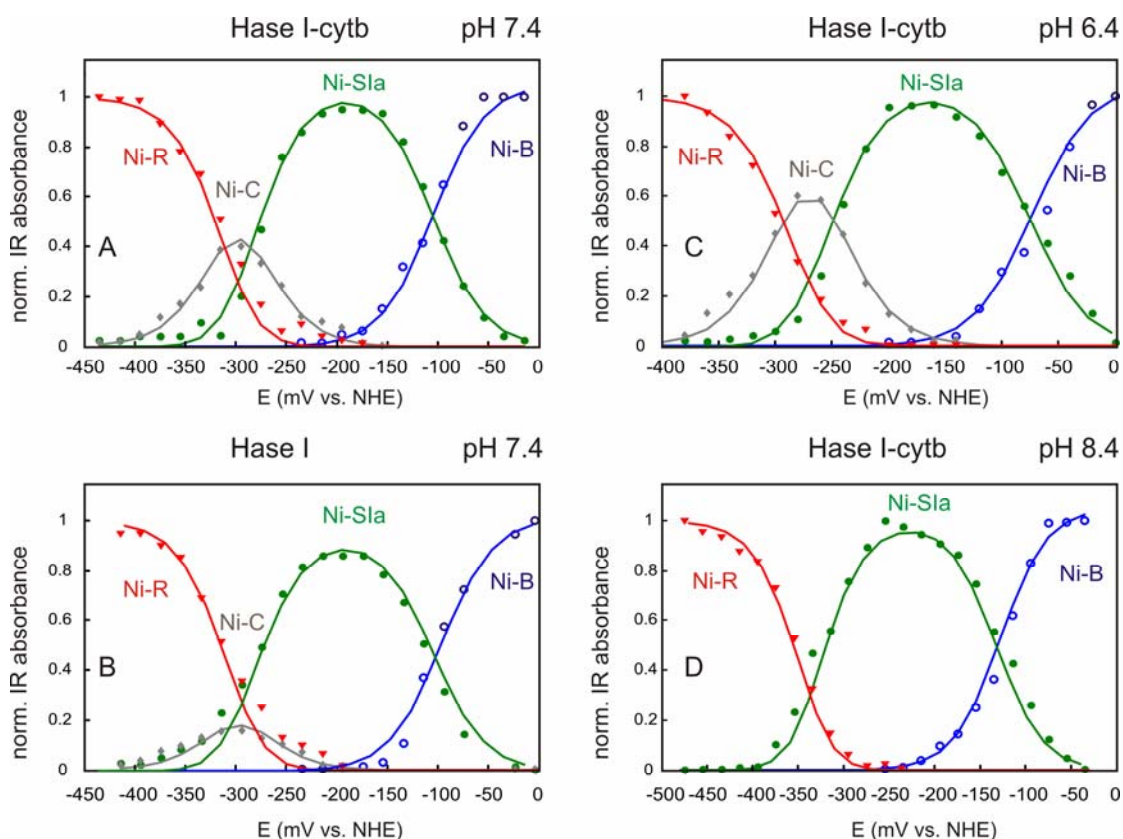 Hase I-cytb pH 7.4
norm. IR absorbance
1
0.8
0.6
0.4
0.2
0
A
Ni-R
Ni-C
Ni-SIa
Ni-B
-450 -400 -350 -300 -250 -200 -150 -100 -50 0
E (mV vs. NHE)
Hase I-cytb pH 6.4
norm. IR absorbance
1
0.8
0.6
0.4
0.2
0
C
Ni-R
Ni-C
Ni-SIa
Ni-B
-400 -350 -300 -250 -200 -150 -100 -50 0
E (mV vs. NHE)
Hase I pH 7.4
norm. IR absorbance
1
0.8
0.6
0.4
0.2
0
B
Ni-R
Ni-C
Ni-SIa
Ni-B
-450 -400 -350 -300 -250 -200 -150 -100 -50 0
E (mV vs. NHE)
Hase I-cytb pH 8.4
norm. IR absorbance
1
0.8
0.6
0.4
0.2
0
D
Ni-R
Ni-SIa
Ni-B
-500 -450 -400 -350 -300 -250 -200 -150 -100 -50 0
E (mV vs. NHE)